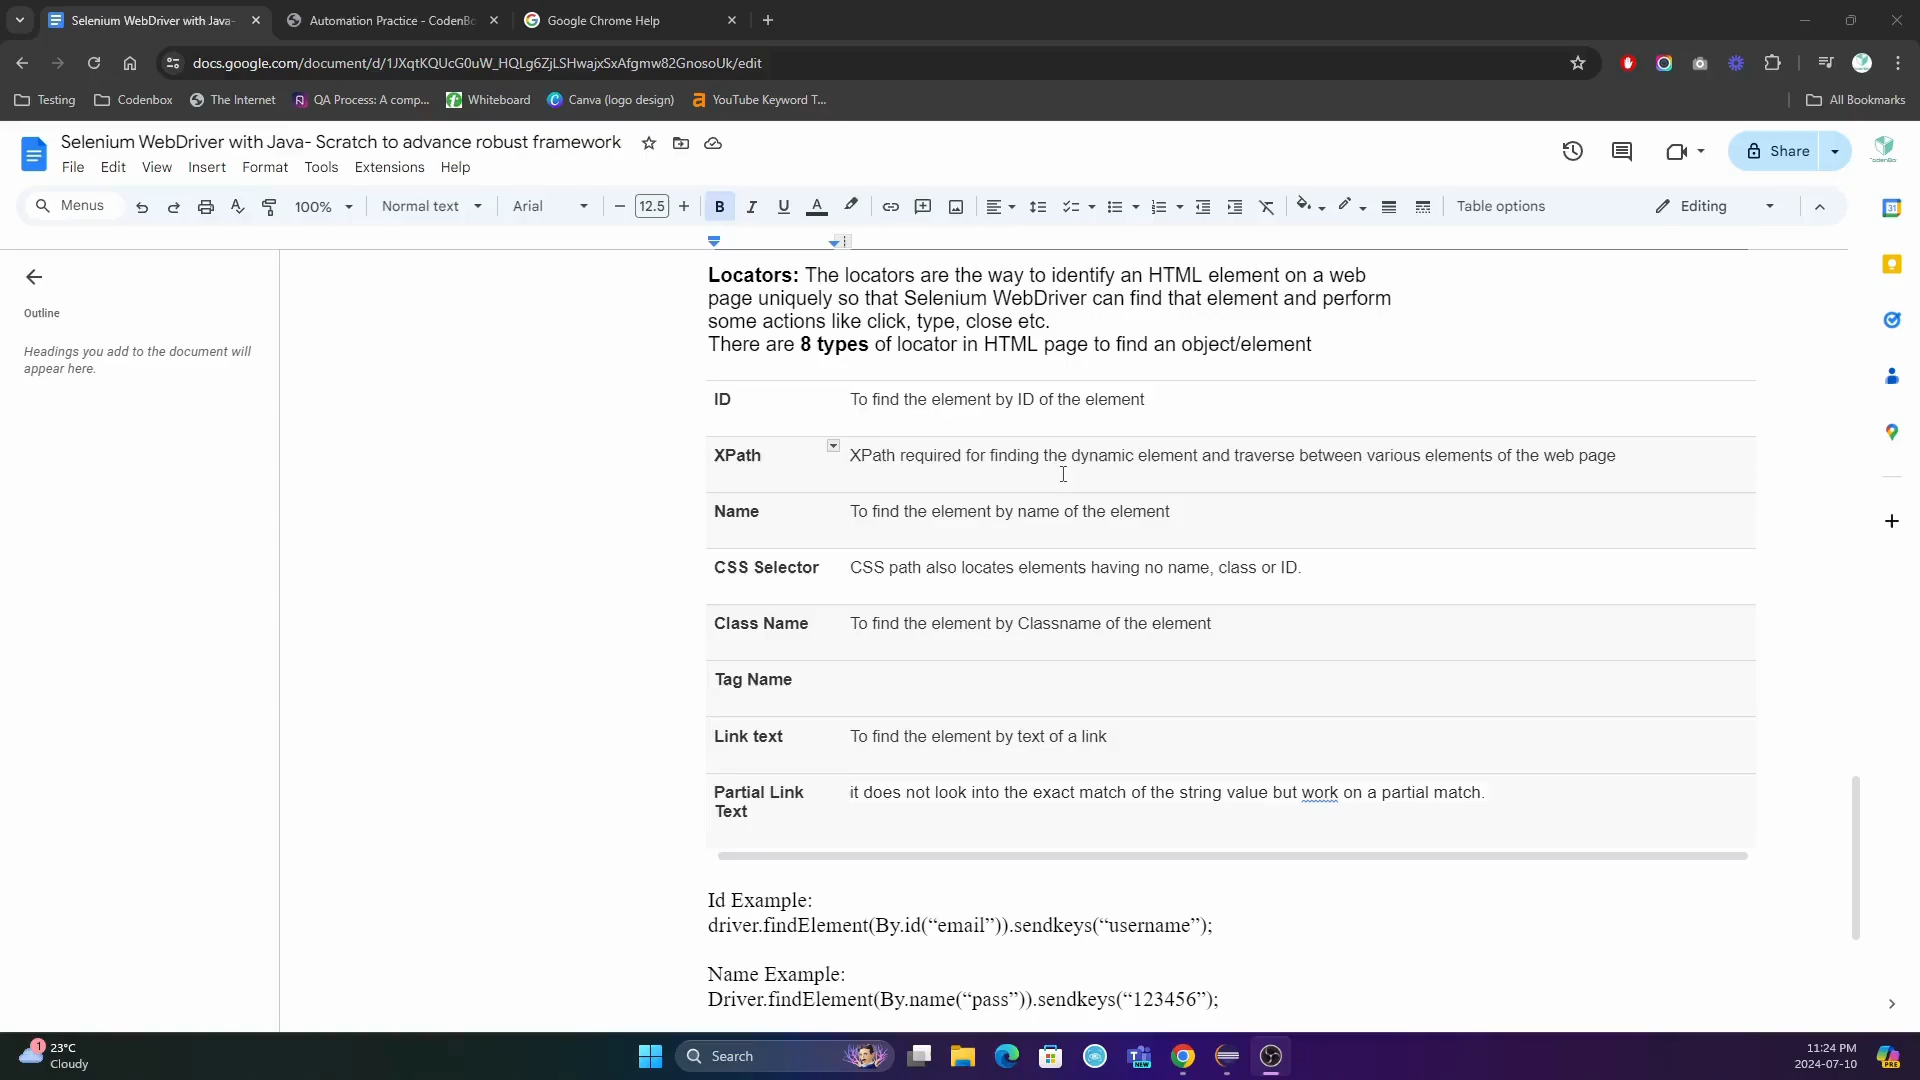 Selenium WebDriver with Java-
Automation Practice - CodenBo
Google Chrome Help
docs.google.com/document/d/1JXqtKQUcG0uW_HQLg6ZjLSHwajxSxAfgmw82GnosoUk/edit
Testing
Codenbox
The Internet
QA Process: A comp...
Whiteboard
Canva (logo design)
YouTube Keyword T...
All Bookmarks
Selenium WebDriver with Java- Scratch to advance robust framework
File Edit View Insert Format Tools Extensions Help
Share
Menus
100%
Normal text
Arial
12.5
Table options
Editing
Outline
Headings you add to the document will
appear here.
Locators: The locators are the way to identify an HTML element on a web
page uniquely so that Selenium WebDriver can find that element and perform
some actions like click, type, close etc.
There are 8 types of locator in HTML page to find an object/element
ID To find the element by ID of the element
XPath XPath required for finding the dynamic element and traverse between various elements of the web page
Name To find the element by name of the element
CSS Selector CSS path also locates elements having no name, class or ID.
Class Name To find the element by Classname of the element
Tag Name
Link text To find the element by text of a link
Partial Link it does not look into the exact match of the string value but work on a partial match.
Text
Id Example:
driver.findElement(By.id(“email”)).sendkeys(“username”);
Name Example:
Driver.findElement(By.name(“pass”)).sendkeys(“123456”);
1
23°C
Cloudy
Search
NEW
11:24 PM
2024-07-10
PRE